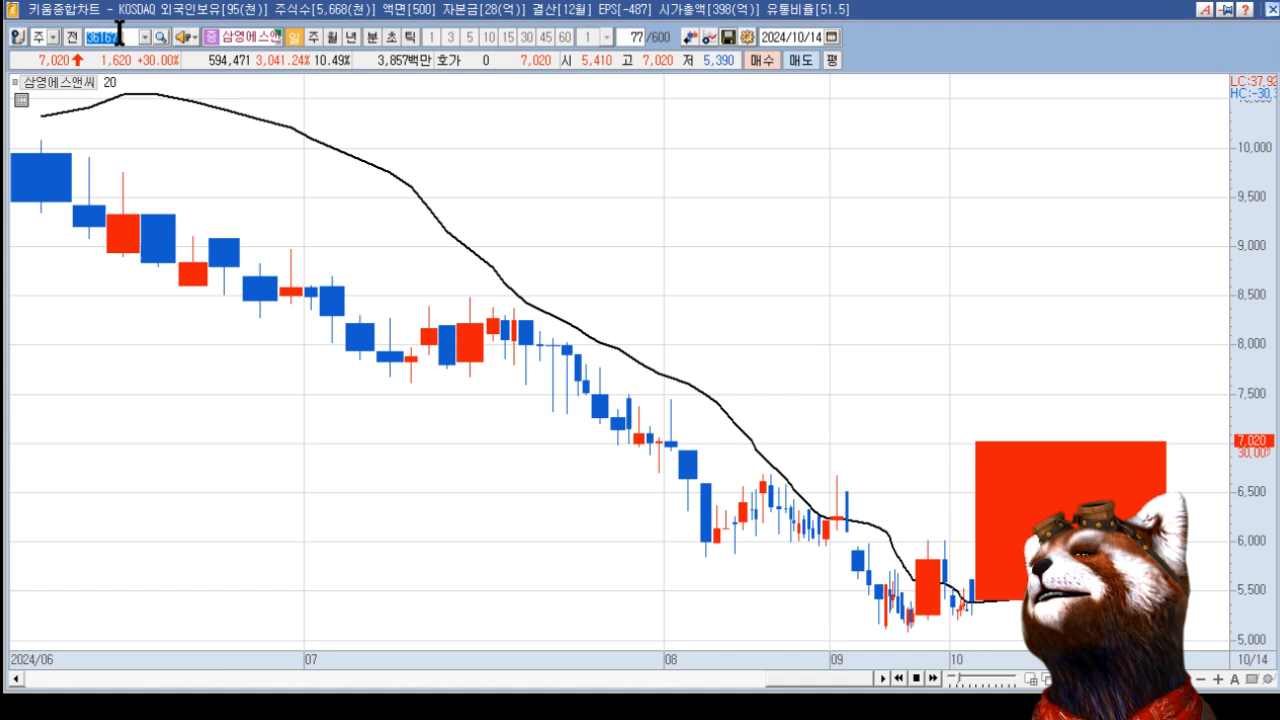 키움종합차트 - KOSDAQ 외국인보유[95(천)] 주식수[5,668(천)] 액면[500] 자본금[28(억)] 결산[12월] EPS[-487] 시가총액[398(억)] 유통비율[51.5]
주 전 증 삼영에스앤 일 주 월 년 분 초 틱 1 3 5 10 15 30 45 60 1 77 /600 2024/10/14
7,020 1,620 +30.00% 594,471 3,041.24% 10.49% 3,857백만 호가 0 7,020 시 5,410 고 7,020 저 5,390 매수 매도 평
삼영에스앤씨 20
LC:37,92
HC:-30,
10,000
9,500
9,000
8,500
8,000
7,500
7,020
30,00
6,500
6,000
5,500
5,000
2024/06 07 08 09 10 10/14
A